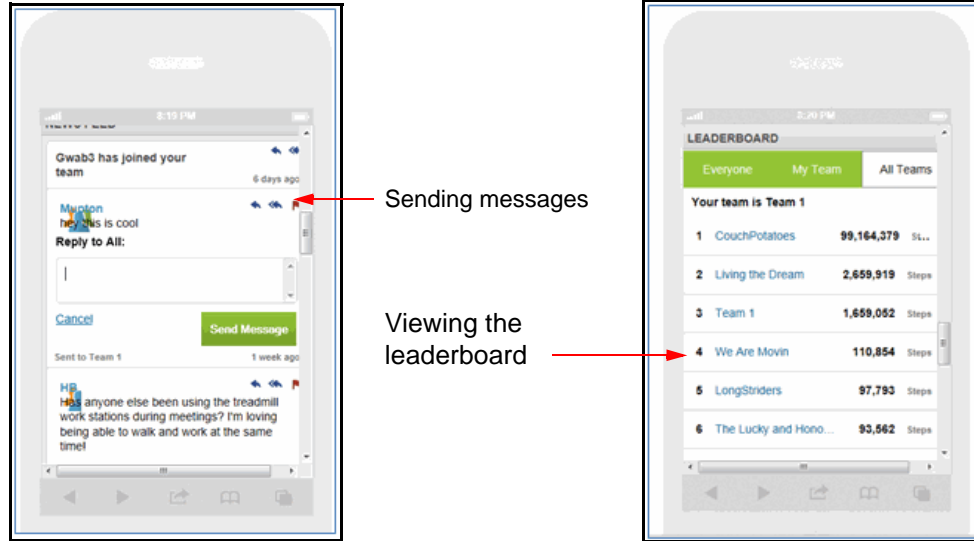 8:19 PM
Gwab3 has joined your
team
6 days ago
Munton
hey this is cool
Reply to All:
Cancel
Send Message
Sent to Team 1
1 week ago
HB
Has anyone else been using the treadmill
work stations during meetings? I'm loving
being able to walk and work at the same
time!
Sending messages
Viewing the
leaderboard
8:20 PM
LEADERBOARD
Everyone My Team All Teams
Your team is Team 1
1 CouchPotatoes 99,164,379 St...
2 Living the Dream 2,659,919 Steps
3 Team 1 1,659,052 Steps
4 We Are Movin 110,854 Steps
5 LongStriders 97,793 Steps
6 The Lucky and Hono... 93,562 Steps